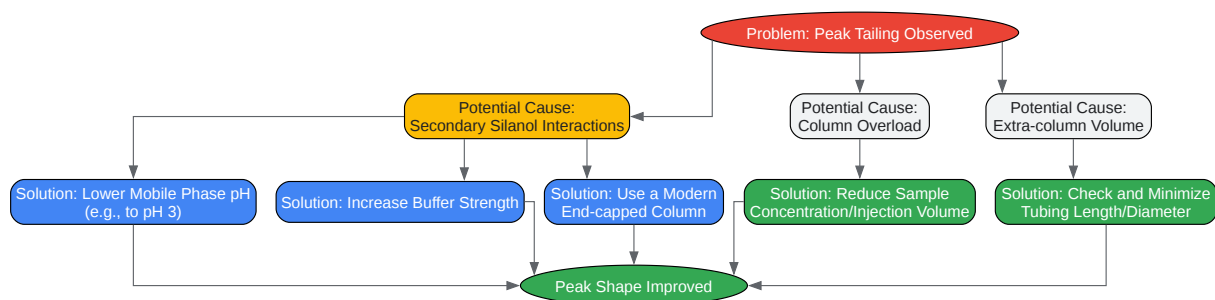 Problem: Peak Tailing Observed
Potential Cause:
Secondary Silanol Interactions
Potential Cause:
Column Overload
Potential Cause:
Extra-column Volume
Solution: Lower Mobile Phase pH
(e.g., to pH 3)
Solution: Increase Buffer Strength
Solution: Use a Modern
End-capped Column
Solution: Reduce Sample
Concentration/Injection Volume
Solution: Check and Minimize
Tubing Length/Diameter
Peak Shape Improved